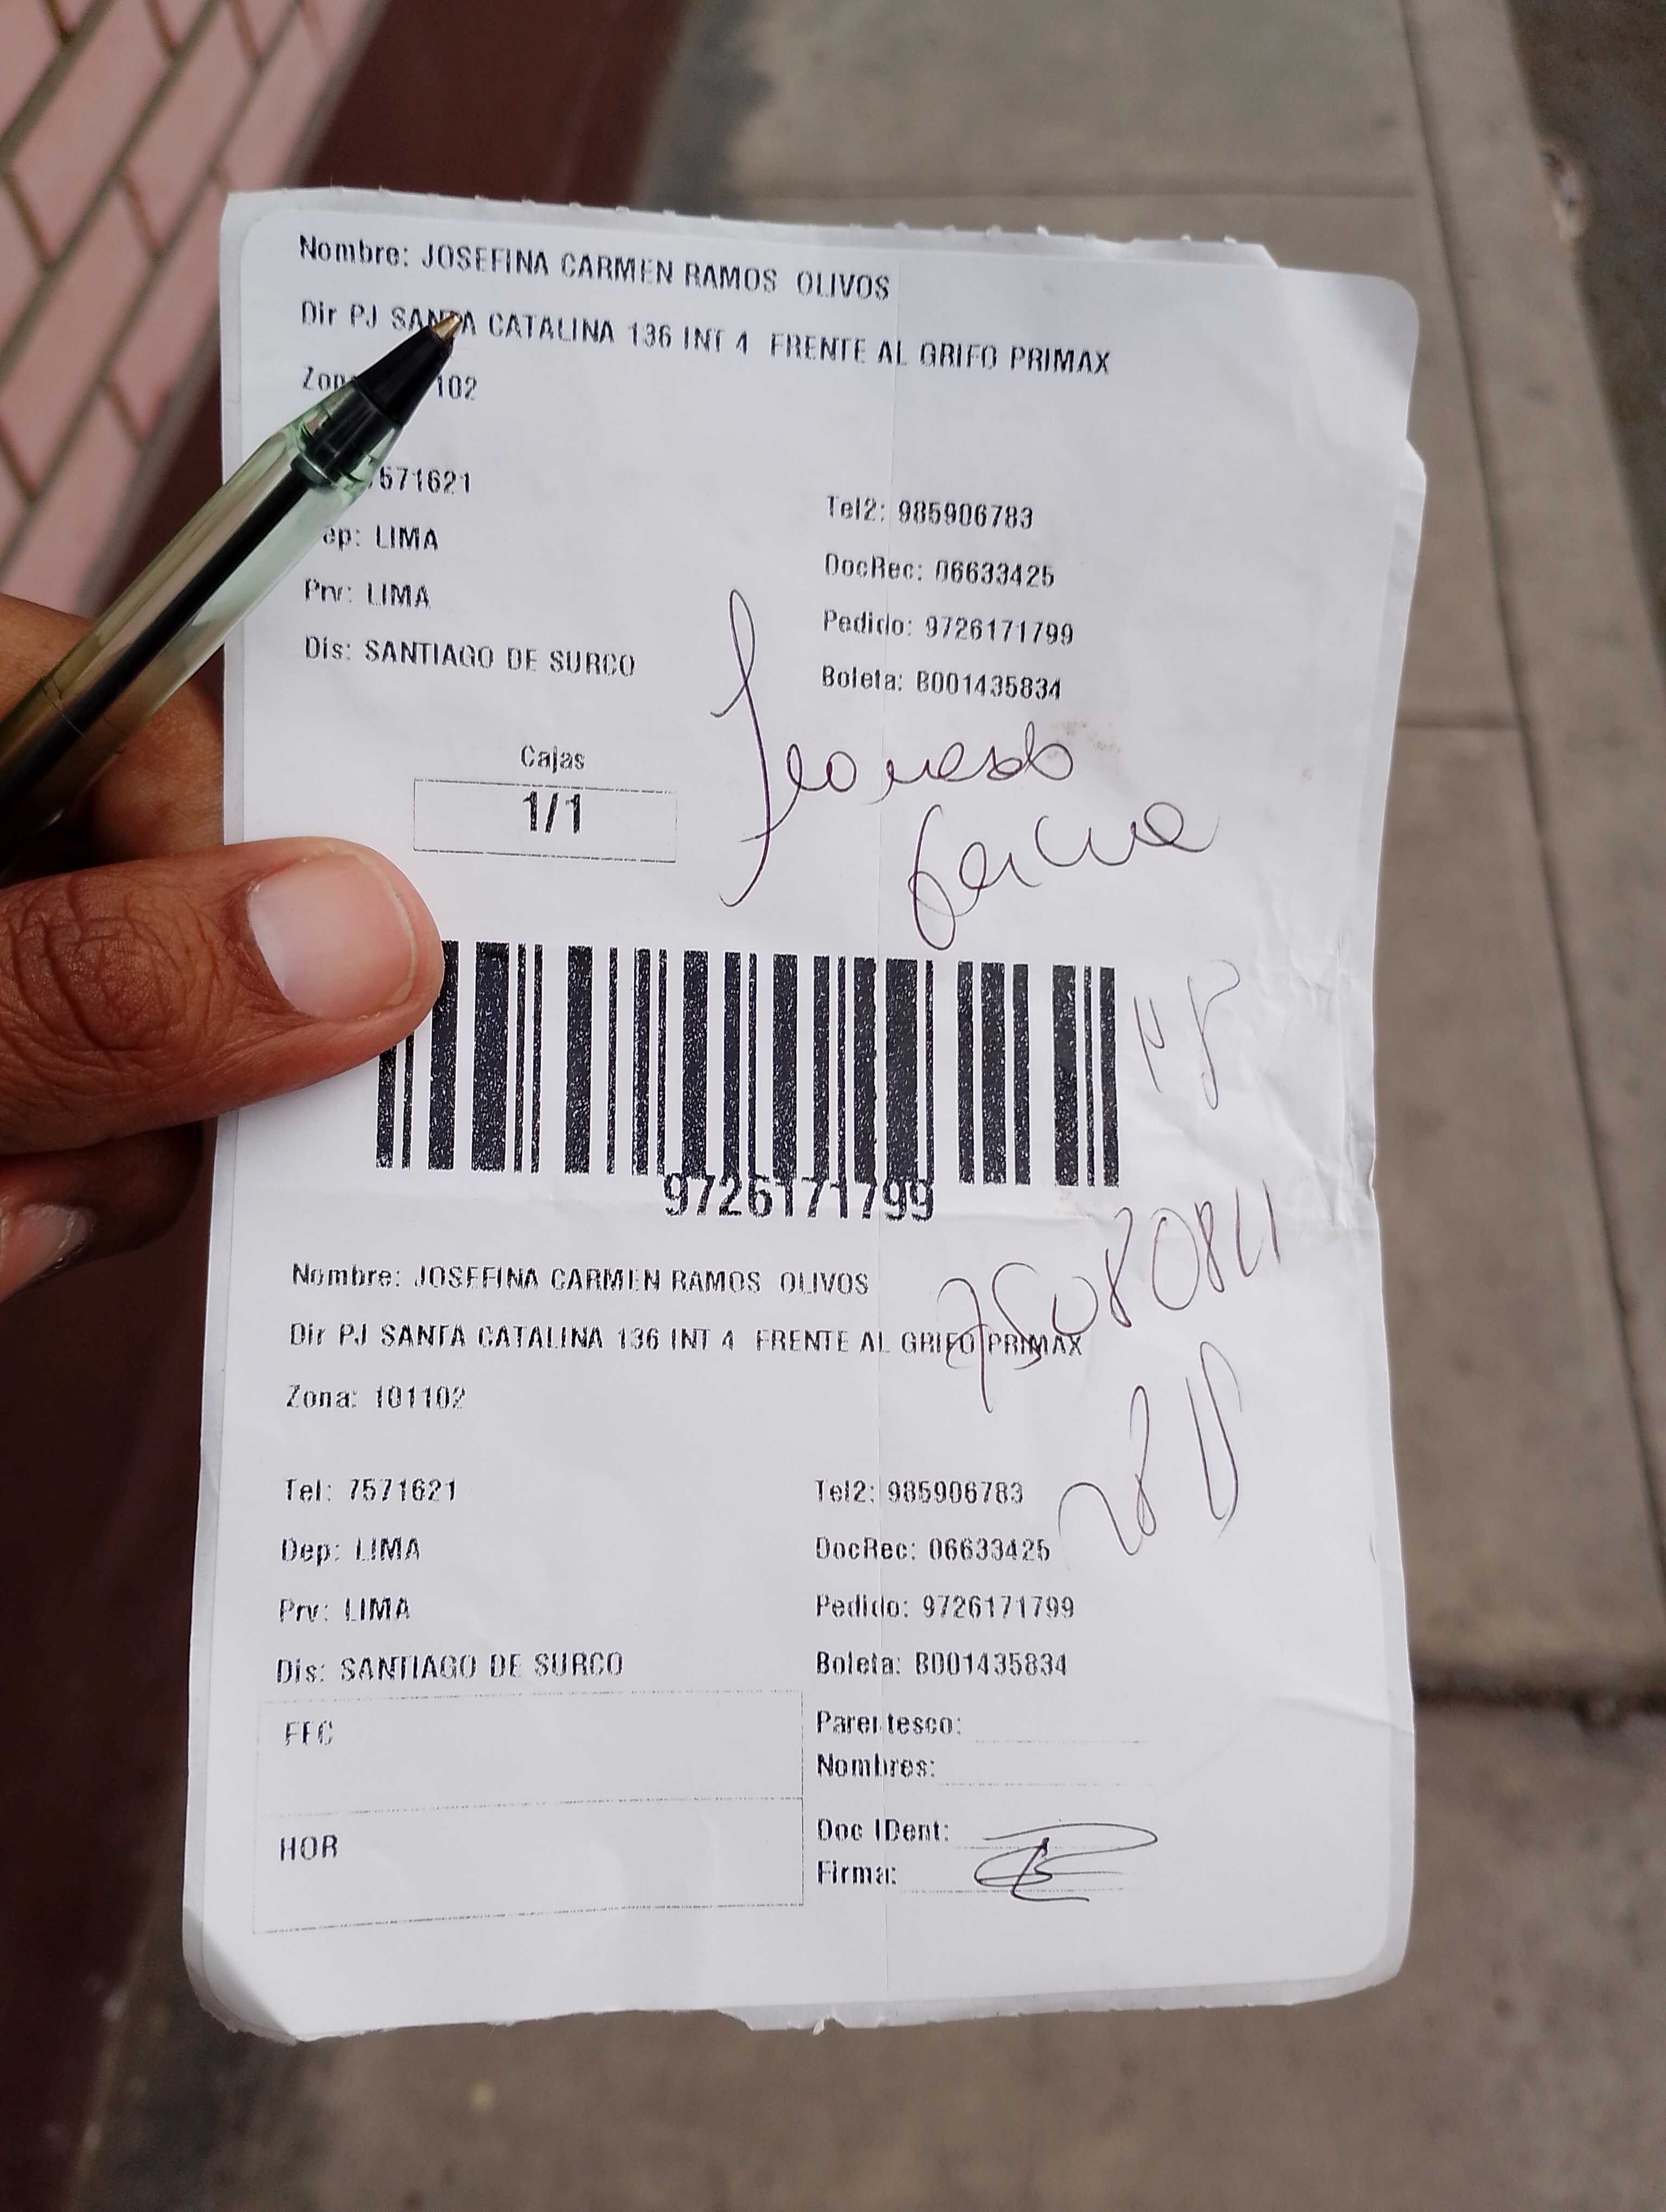 Nombre: JOSEFINA CARMEN RAMOS OLIVOS
Dir PJ SANTA CATALINA 136 INT 4 FRENTE AL GRIFO PRIMAX
102
7571621
Tel2: 985906783
ep: LIMA
DocRec: 06633425
Prv: LIMA
Pedido: 9726171799
Dis: SANTIAGO DE SURCO
Boleta: B001435834
Cajas
1/1
Leonardo
9726171799
Nombre: JOSEFINA CARMEN RAMOS OLIVOS
Dir PJ SANTA CATALINA 136 INT 4 FRENTE AL GRIFO PRIMAX
Zona: 101102
Tel: 7571621
Tel2: 985906783
Dep: LIMA
DocRec: 06633425
Prv: LIMA
Pedido: 9726171799
Dis: SANTIAGO DE SURCO
Boleta: B001435834
FEC
Parentesco:
Nombres:
HOR
Doc IDent:
Firma: